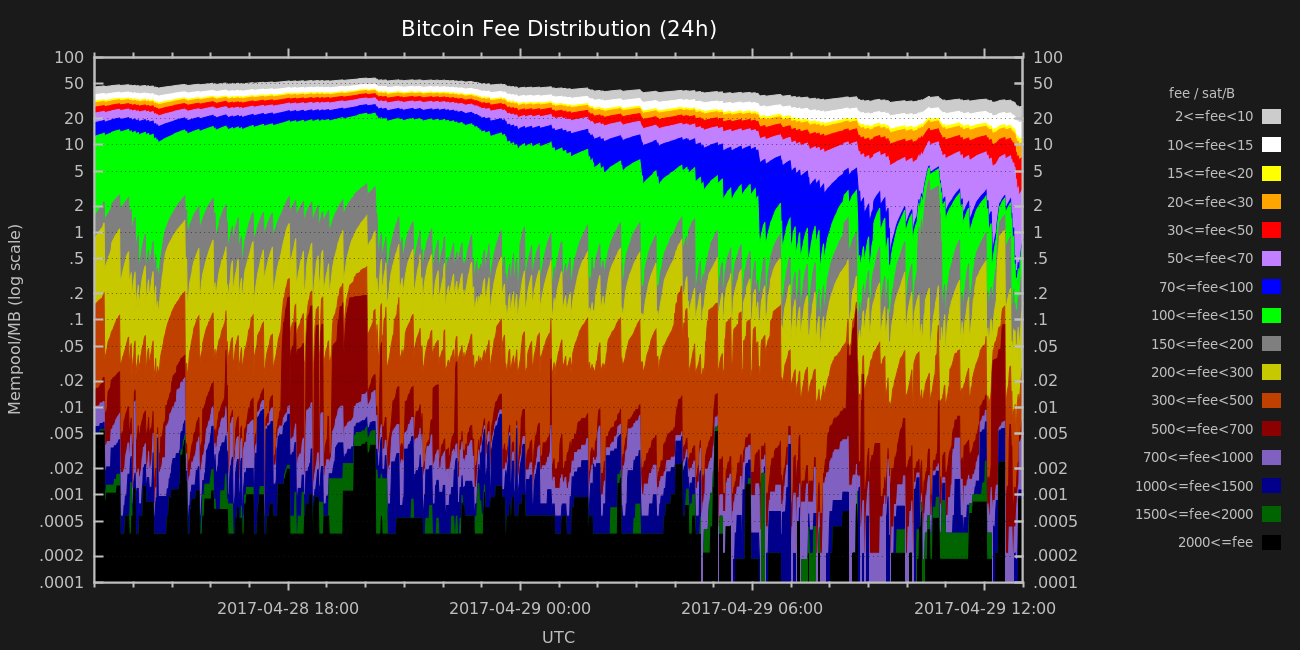 Bitcoin Fee Distribution (24h)
100
50
20
10
5
2
1
.5
.2
.1
.05
.02
.01
.005
.002
.001
.0005
.0002
.0001
Mempool/MB (log scale)
100
50
20
10
5
2
1
.5
.2
.1
.05
.02
.01
.005
.002
.001
.0005
.0002
.0001
2017-04-28 18:00
2017-04-29 00:00
2017-04-29 06:00
2017-04-29 12:00
UTC
fee / sat/B
2<=fee<10
10<=fee<15
15<=fee<20
20<=fee<30
30<=fee<50
50<=fee<70
70<=fee<100
100<=fee<150
150<=fee<200
200<=fee<300
300<=fee<500
500<=fee<700
700<=fee<1000
1000<=fee<1500
1500<=fee<2000
2000<=fee